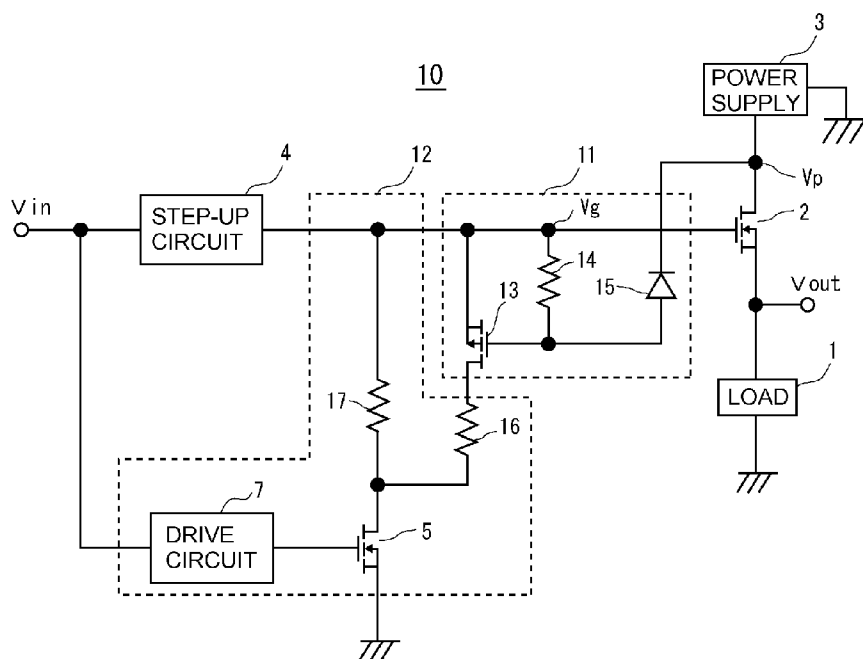 3
10
POWER
SUPPLY
4
12
11
Vp
Vin
STEP-UP
CIRCUIT
Vg
2
14
13
15
Vout
1
17
16
LOAD
7
DRIVE
CIRCUIT
5